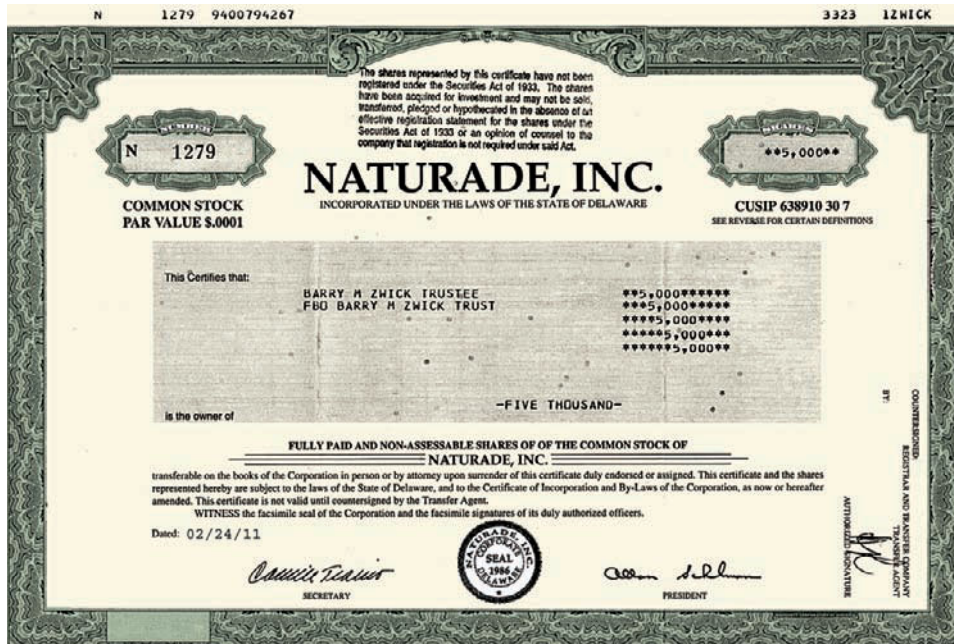 N 1279 9400794267 3323 1ZWICK
The shares represented by this certificate have not been
registered under the Securities Act of 1933. The shares
have been acquired for investment and may not be sold,
transferred, pledged or hypothecated in the absence of an
effective registration statement for the shares under the
Securities Act of 1933 or an opinion of counsel to the
company that registration is not required under said Act.
NUMBER
N 1279
SHARES
**5,000**
NATURADE, INC.
INCORPORATED UNDER THE LAWS OF THE STATE OF DELAWARE
COMMON STOCK
PAR VALUE $.0001
CUSIP 638910 30 7
SEE REVERSE FOR CERTAIN DEFINITIONS
This Certifies that:
BARRY M ZWICK TRUSTEE
FBO BARRY M ZWICK TRUST
**5,000******
***5,000*****
****5,000****
*****5,000***
******5,000**
-FIVE THOUSAND-
is the owner of
FULLY PAID AND NON-ASSESSABLE SHARES OF OF THE COMMON STOCK OF
NATURADE, INC.
transferable on the books of the Corporation in person or by attorney upon surrender of this certificate duly endorsed or assigned. This certificate and the shares
represented hereby are subject to the laws of the State of Delaware, and to the Certificate of Incorporation and By-Laws of the Corporation, as now or hereafter
amended. This certificate is not valid until countersigned by the Transfer Agent.
WITNESS the facsimile seal of the Corporation and the facsimile signatures of its duly authorized officers.
Dated: 02/24/11
SECRETARY
NATURADE, INC.
CORPORATE
SEAL
1986
DELAWARE
PRESIDENT
COUNTERSIGNED:
REGISTRAR AND TRANSFER COMPANY
TRANSFER AGENT
BY:
AUTHORIZED SIGNATURE